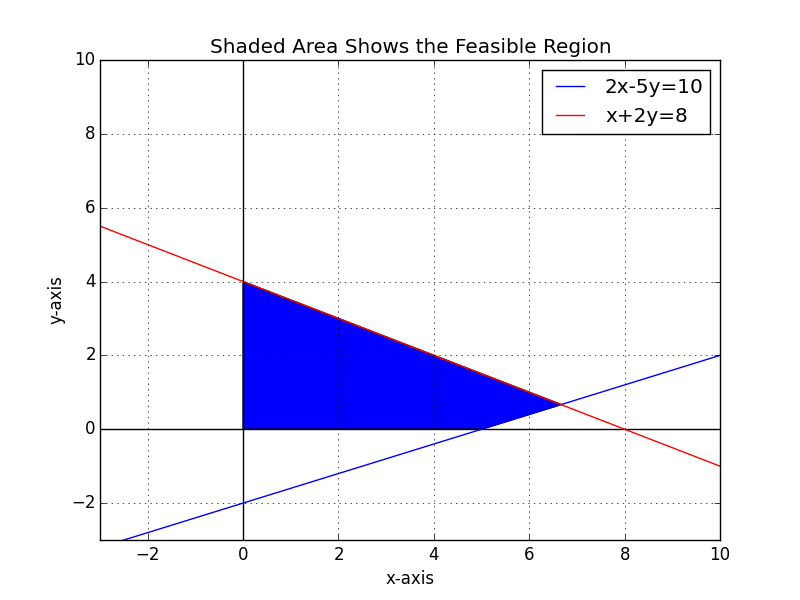 Shaded Area Shows the Feasible Region
2x-5y=10
x+2y=8
10
8
6
4
2
0
−2
y-axis
−2 0 2 4 6 8 10
x-axis